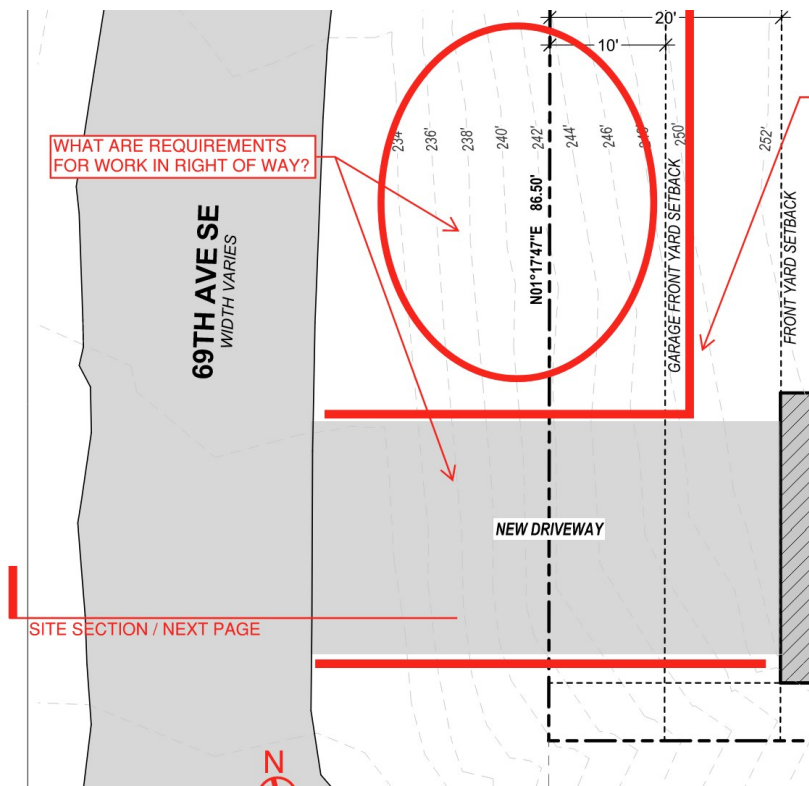 20'
10'
WHAT ARE REQUIREMENTS
FOR WORK IN RIGHT OF WAY?
234'
236'
238'
240'
242'
244'
246'
248'
250'
252'
N01°17'47"E 86.50'
69TH AVE SE
WIDTH VARIES
GARAGE FRONT YARD SETBACK
FRONT YARD SETBACK
NEW DRIVEWAY
SITE SECTION / NEXT PAGE
N